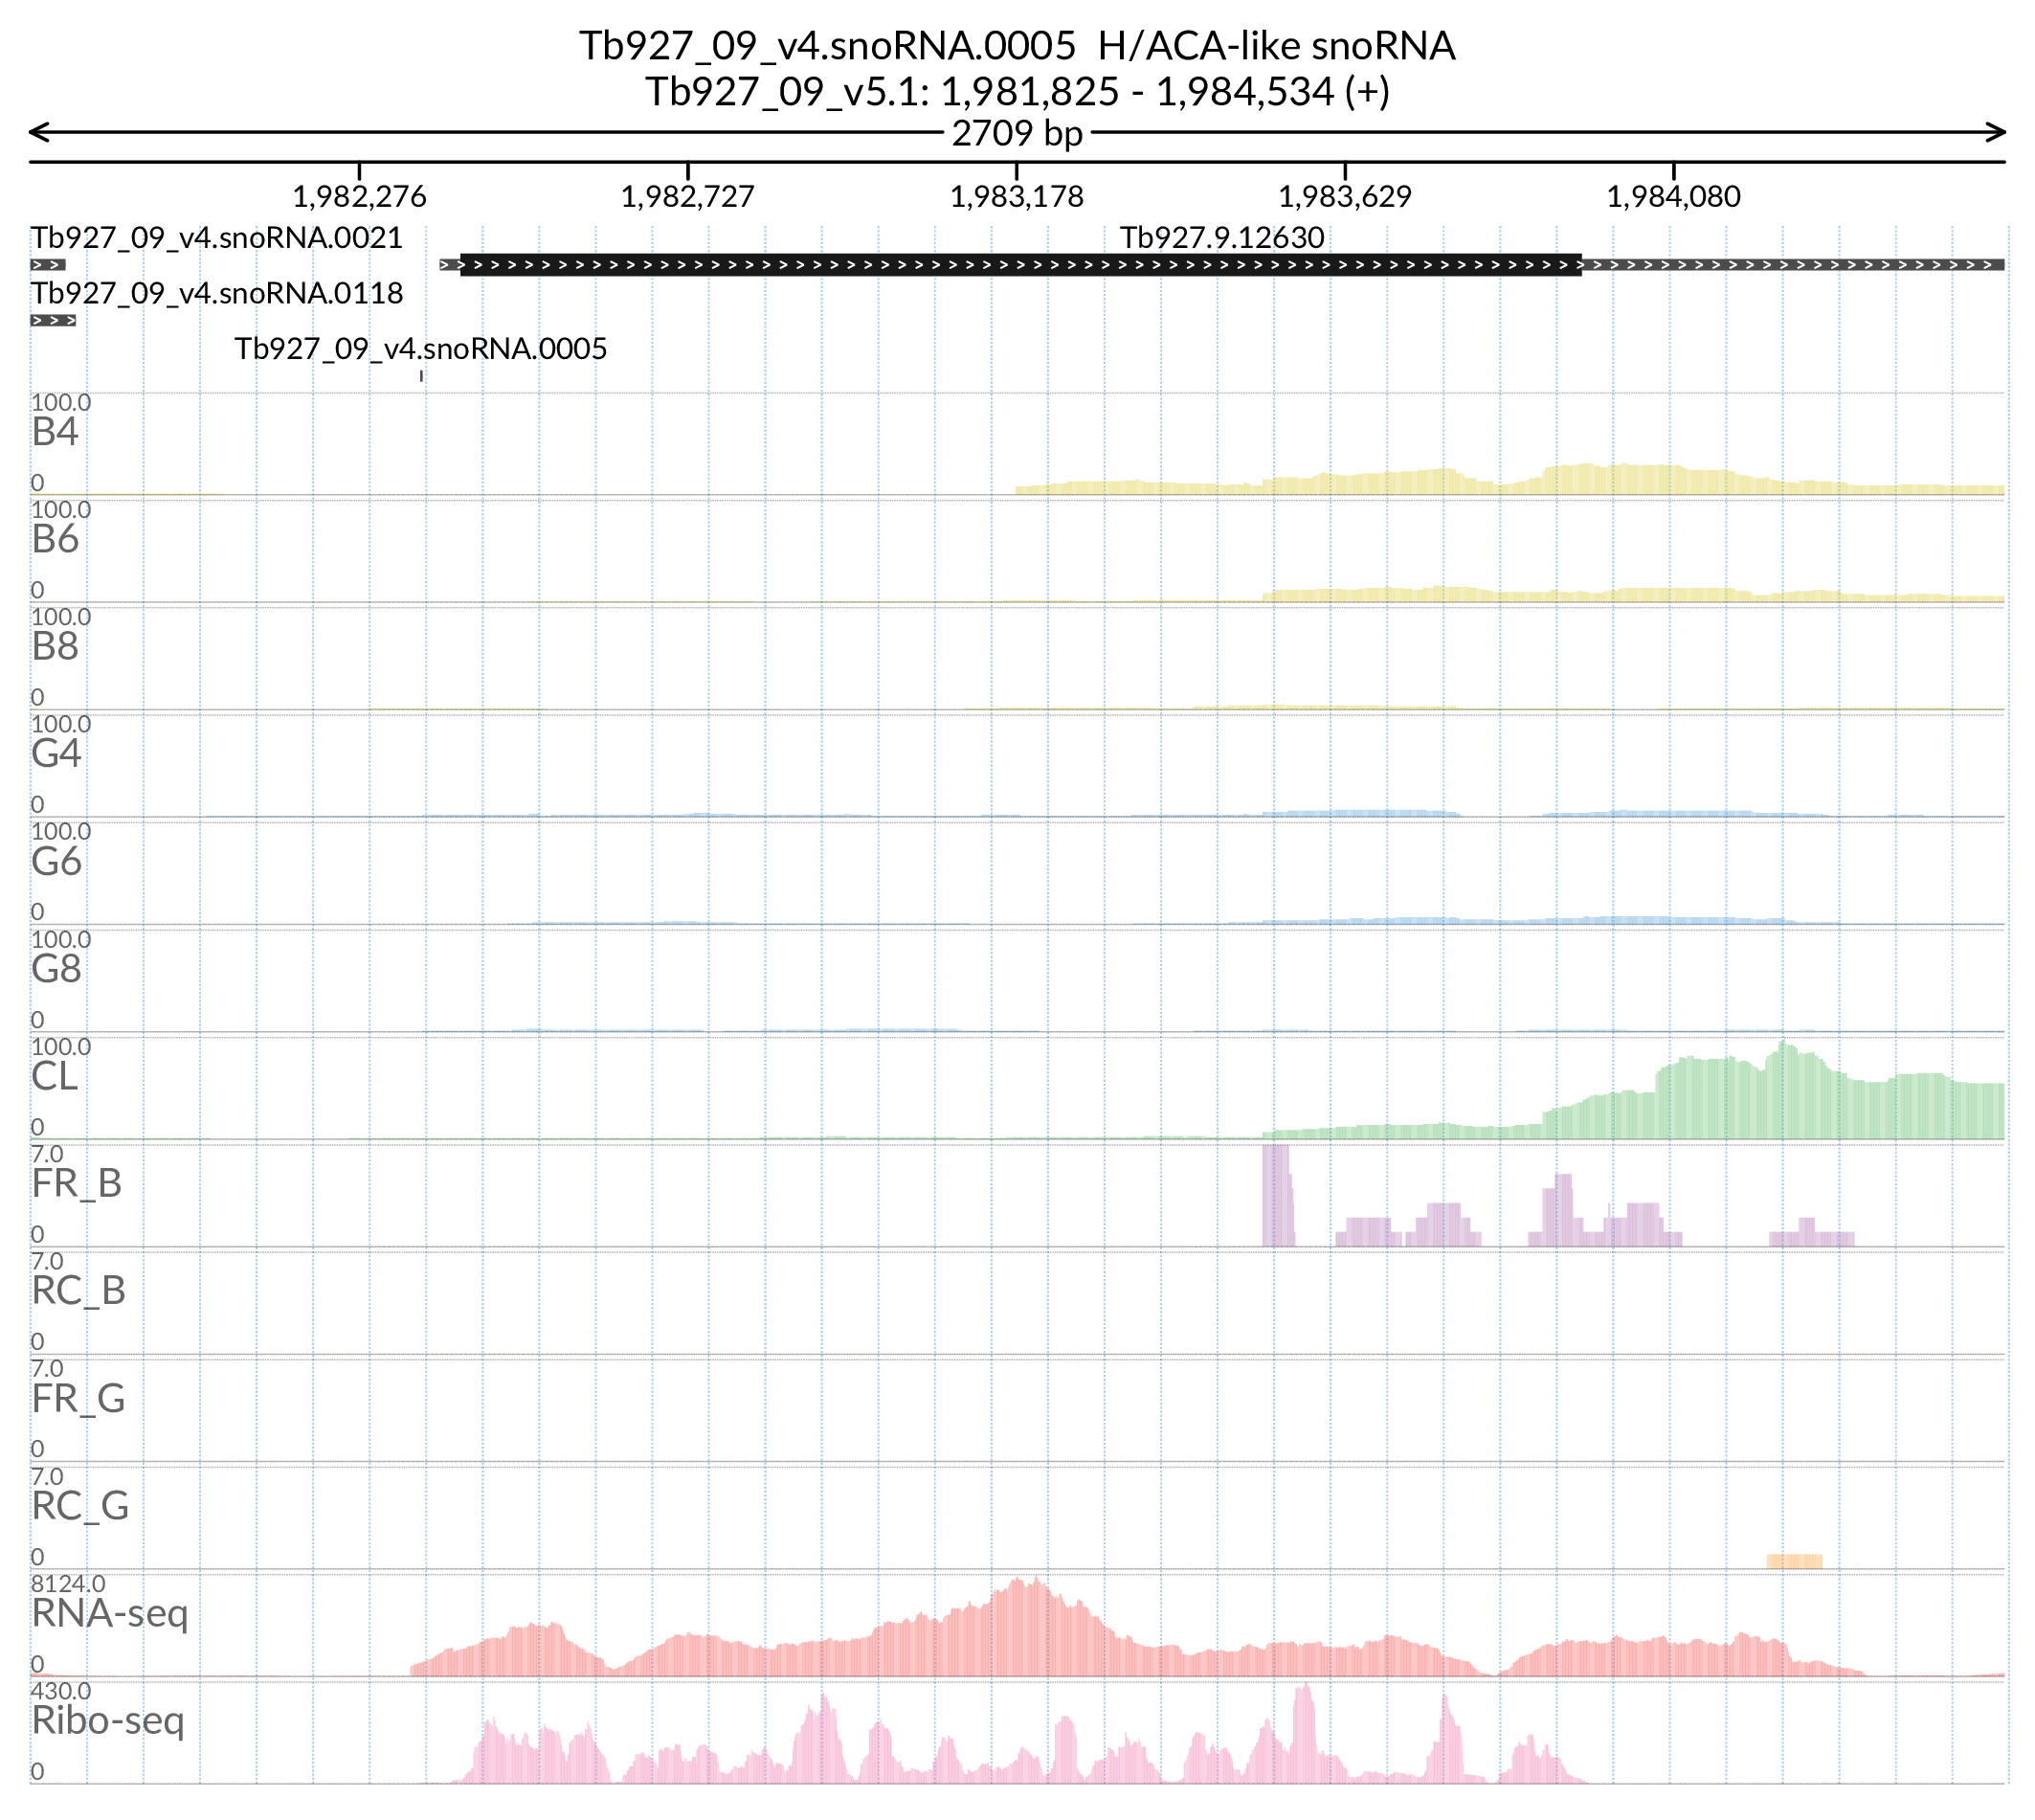 Tb927_09_v4.snoRNA.0005 H/ACA-like snoRNA
Tb927_09_v5.1: 1,981,825 - 1,984,534 (+)
2709 bp
1,982,276 1,982,727 1,983,178 1,983,629 1,984,080
Tb927_09_v4.snoRNA.0021 Tb927.9.12630
Tb927_09_v4.snoRNA.0118
Tb927_09_v4.snoRNA.0005
100.0
B4
0
100.0
B6
0
100.0
B8
0
100.0
G4
0
100.0
G6
0
100.0
G8
0
100.0
CL
0
7.0
FR_B
0
7.0
RC_B
0
7.0
FR_G
0
7.0
RC_G
0
8124.0
RNA-seq
0
430.0
Ribo-seq
0